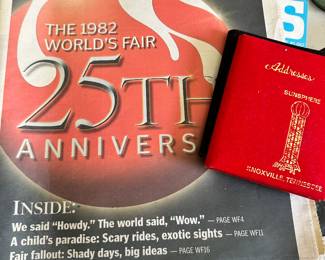 THE 1982
WORLD'S FAIR
25TH
ANNIVERS
INSIDE:
We said "Howdy." The world said, "Wow." — PAGE WF4
A child's paradise: Scary rides, exotic sights — PAGE WF11
Fair fallout: Shady days, big ideas — PAGE WF16
Addresses
SUNSPHERE
KNOXVILLE, TENNESSEE
S